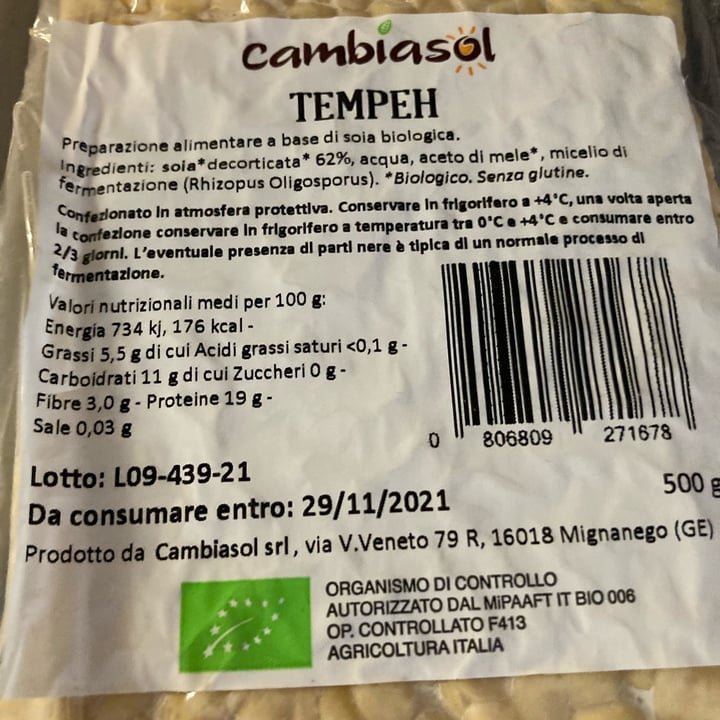 cambiasol
TEMPEH
Preparazione alimentare a base di soia biologica.
Ingredienti: soia*decorticata* 62%, acqua, aceto di mele*, micelio di
fermentazione (Rhizopus Oligosporus). *Biologico. Senza glutine.
Confezionato in atmosfera protettiva. Conservare in frigorifero a +4°C, una volta aperta
la confezione conservare in frigorifero a temperatura tra 0°C e +4°C e consumare entro
2/3 giorni. L'eventuale presenza di parti nere è tipica di un normale processo di
fermentazione.
Valori nutrizionali medi per 100 g:
Energia 734 kj, 176 kcal -
Grassi 5,5 g di cui Acidi grassi saturi <0,1 g -
Carboidrati 11 g di cui Zuccheri 0 g -
Fibre 3,0 g - Proteine 19 g -
Sale 0,03 g
0 806809 271678
Lotto: L09-439-21
500 g
Da consumare entro: 29/11/2021
Prodotto da Cambiasol srl, via V.Veneto 79 R, 16018 Mignanego (GE)
ORGANISMO DI CONTROLLO
AUTORIZZATO DAL MiPAAFT IT BIO 006
OP. CONTROLLATO F413
AGRICOLTURA ITALIA